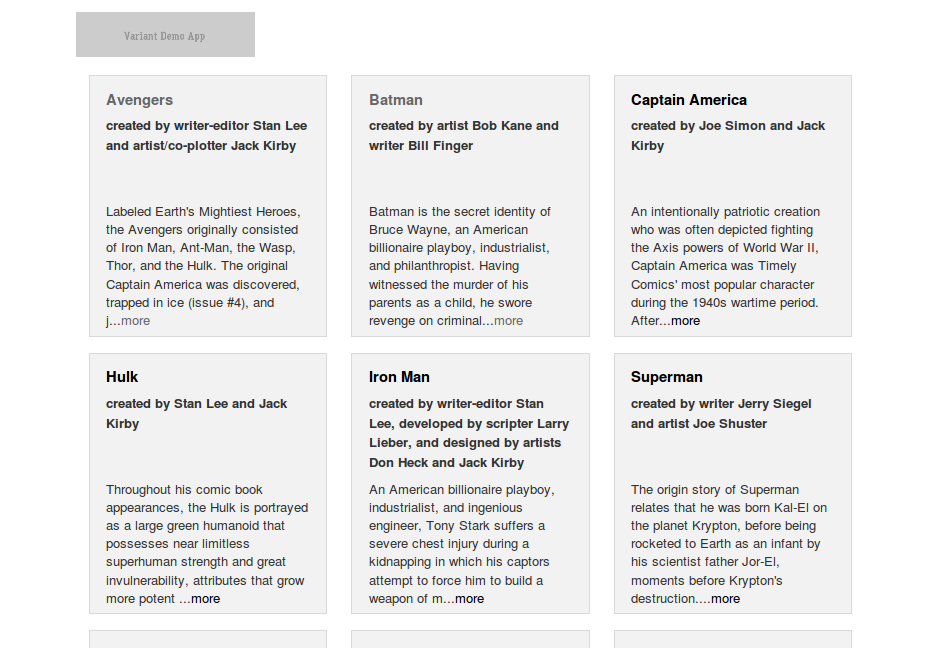 Variant Demo App
Avengers
created by writer-editor Stan Lee
and artist/co-plotter Jack Kirby
Labeled Earth's Mightiest Heroes,
the Avengers originally consisted
of Iron Man, Ant-Man, the Wasp,
Thor, and the Hulk. The original
Captain America was discovered,
trapped in ice (issue #4), and
j...more
Batman
created by artist Bob Kane and
writer Bill Finger
Batman is the secret identity of
Bruce Wayne, an American
billionaire playboy, industrialist,
and philanthropist. Having
witnessed the murder of his
parents as a child, he swore
revenge on criminal...more
Captain America
created by Joe Simon and Jack
Kirby
An intentionally patriotic creation
who was often depicted fighting
the Axis powers of World War II,
Captain America was Timely
Comics' most popular character
during the 1940s wartime period.
After...more
Hulk
created by Stan Lee and Jack
Kirby
Throughout his comic book
appearances, the Hulk is portrayed
as a large green humanoid that
possesses near limitless
superhuman strength and great
invulnerability, attributes that grow
more potent ...more
Iron Man
created by writer-editor Stan
Lee, developed by scripter Larry
Lieber, and designed by artists
Don Heck and Jack Kirby
An American billionaire playboy,
industrialist, and ingenious
engineer, Tony Stark suffers a
severe chest injury during a
kidnapping in which his captors
attempt to force him to build a
weapon of m...more
Superman
created by writer Jerry Siegel
and artist Joe Shuster
The origin story of Superman
relates that he was born Kal-El on
the planet Krypton, before being
rocketed to Earth as an infant by
his scientist father Jor-El,
moments before Krypton's
destruction....more